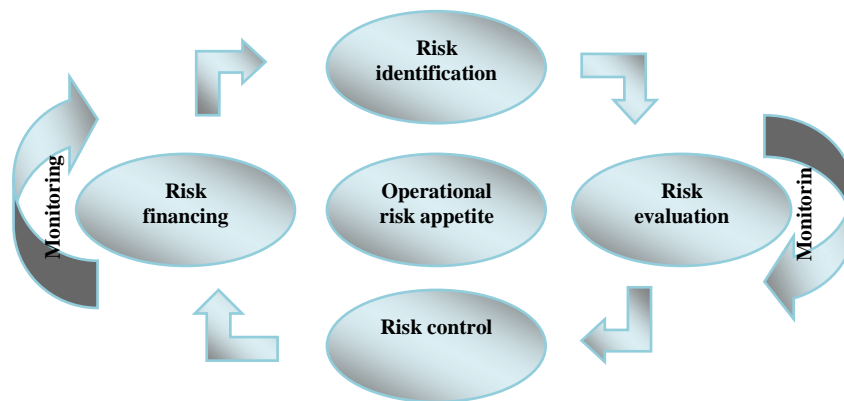 Risk
identification
Monitoring
Risk
financing
Operational
risk appetite
Risk
evaluation
Monitorin
Risk control